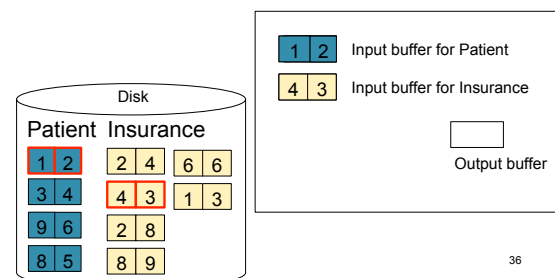 1 2 Input buffer for Patient
4 3 Input buffer for Insurance
Output buffer
Disk
Patient Insurance
1 2 2 4 6 6
3 4 4 3 1 3
9 6 2 8
8 5 8 9
36